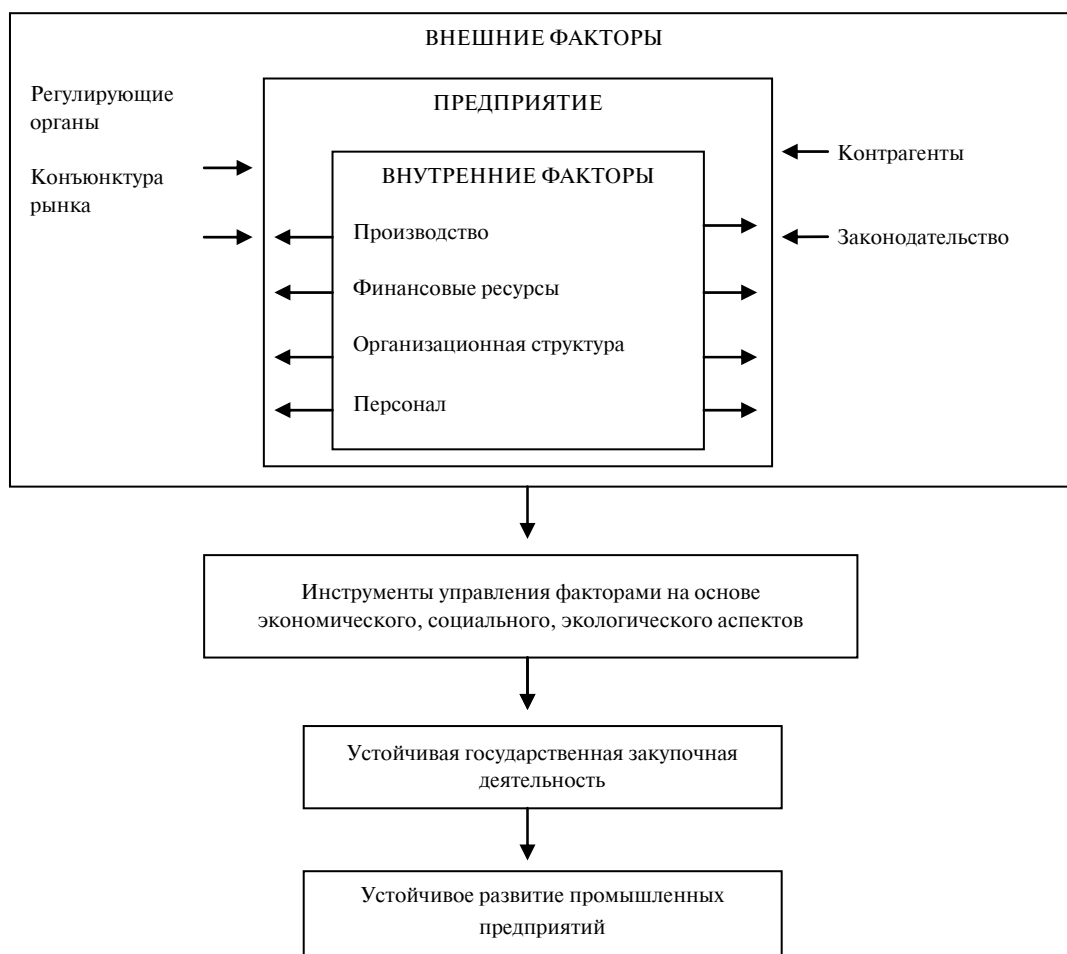 ВНЕШНИЕ ФАКТОРЫ
Регулирующие
органы
Конъюнктура
рынка
ПРЕДПРИЯТИЕ
ВНУТРЕННИЕ ФАКТОРЫ
Производство
Финансовые ресурсы
Организационная структура
Персонал
Контрагенты
Законодательство
Инструменты управления факторами на основе
экономического, социального, экологического аспектов
Устойчивая государственная закупочная
деятельность
Устойчивое развитие промышленных
предприятий